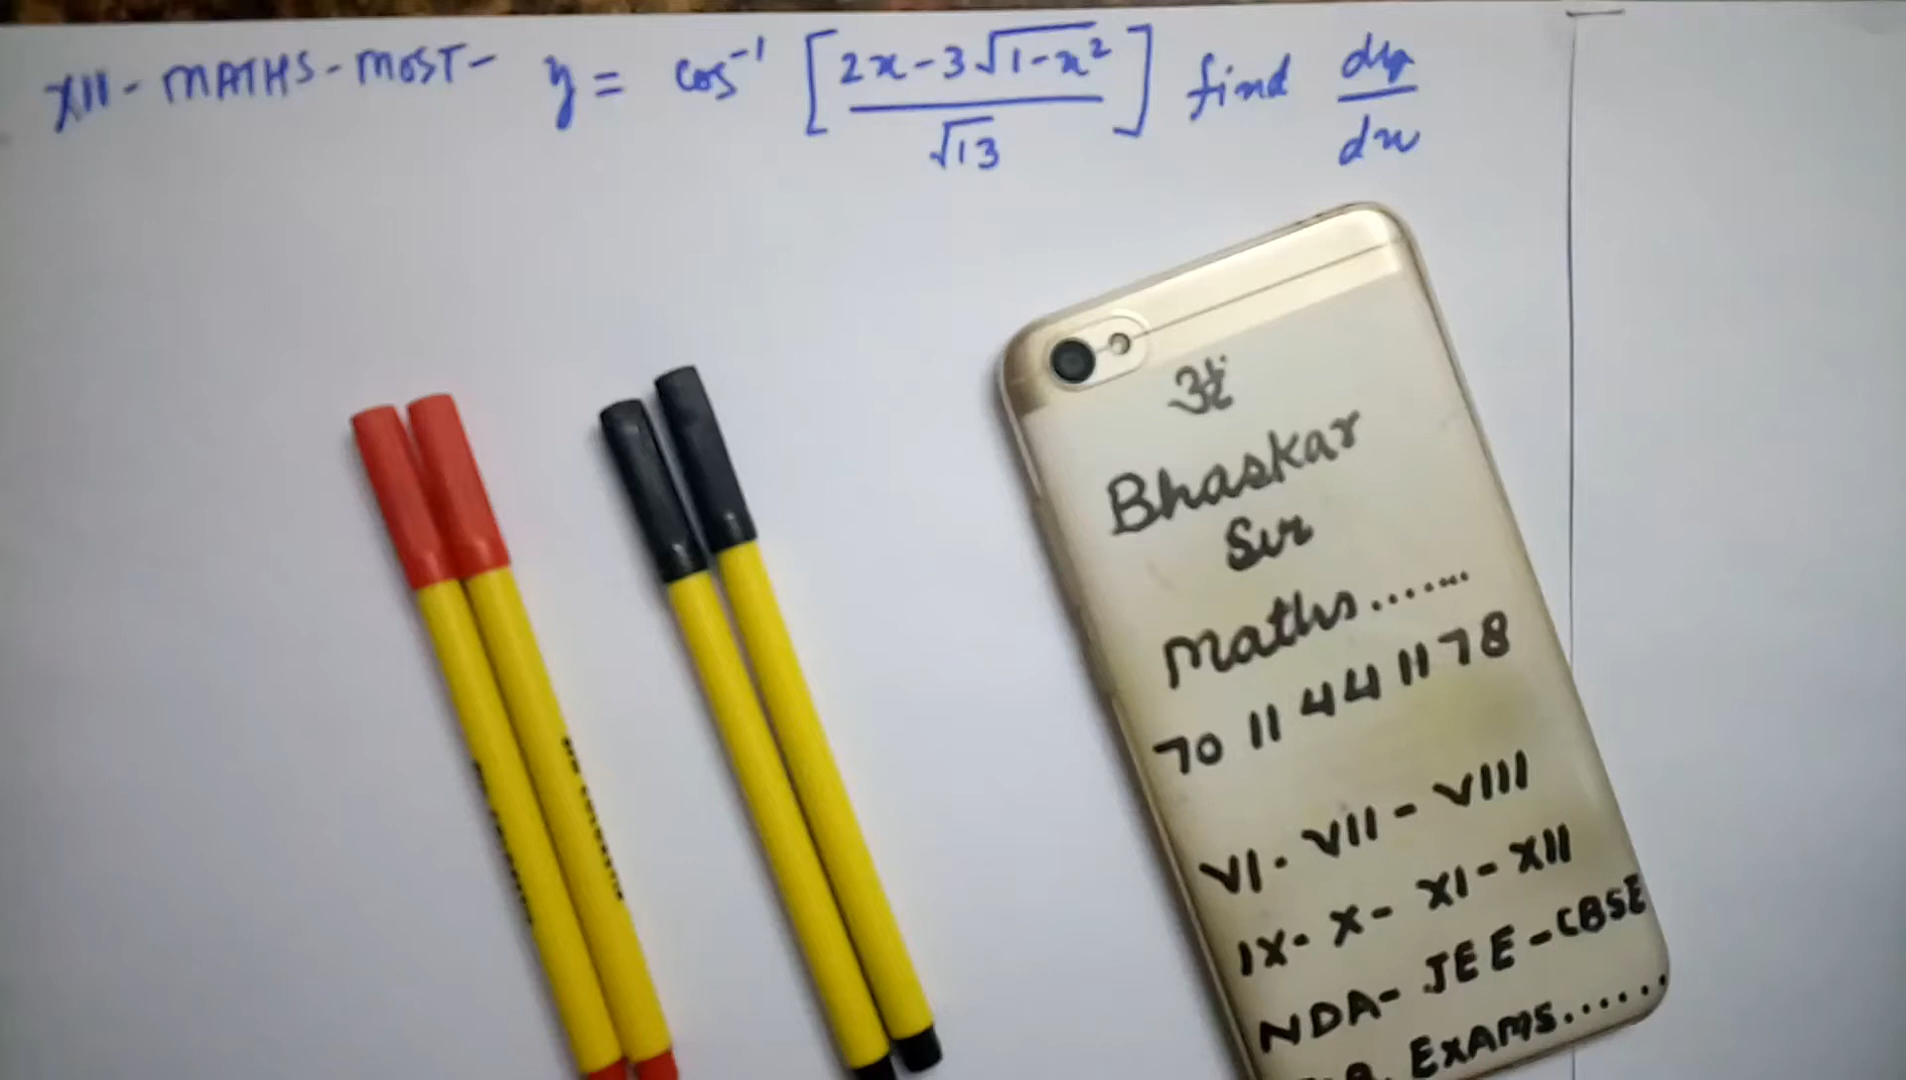 XII - MATHS - MOST - y = cos⁻¹ [ (2x - 3√(1-x²)) / √13 ] find dy/dx
ॐ
Bhaskar
Sir
Maths.......
70 11 44 11 78
VI - VII - VIII
IX - X - XI - XII
NDA - JEE - CBSE
EXAMS......